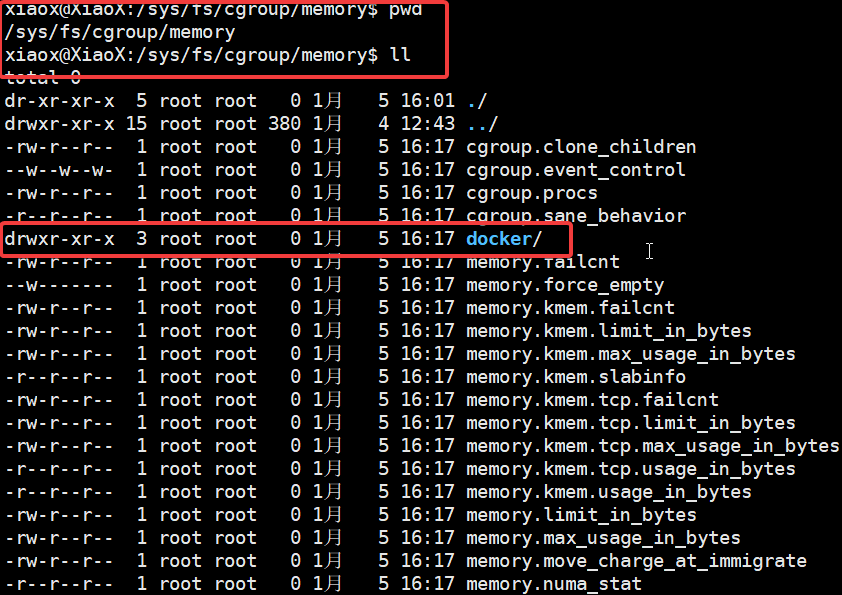 xiaox@XiaoX:/sys/fs/cgroup/memory$ pwd
/sys/fs/cgroup/memory
xiaox@XiaoX:/sys/fs/cgroup/memory$ ll
total 0
dr-xr-xr-x  5 root root   0 1月   5 16:01 ./
drwxr-xr-x 15 root root 380 1月   4 12:43 ../
-rw-r--r--  1 root root   0 1月   5 16:17 cgroup.clone_children
--w--w--w-  1 root root   0 1月   5 16:17 cgroup.event_control
-rw-r--r--  1 root root   0 1月   5 16:17 cgroup.procs
-r--r--r--  1 root root   0 1月   5 16:17 cgroup.sane_behavior
drwxr-xr-x  3 root root   0 1月   5 16:17 docker/
-rw-r--r--  1 root root   0 1月   5 16:17 memory.failcnt
--w-------  1 root root   0 1月   5 16:17 memory.force_empty
-rw-r--r--  1 root root   0 1月   5 16:17 memory.kmem.failcnt
-rw-r--r--  1 root root   0 1月   5 16:17 memory.kmem.limit_in_bytes
-rw-r--r--  1 root root   0 1月   5 16:17 memory.kmem.max_usage_in_bytes
-r--r--r--  1 root root   0 1月   5 16:17 memory.kmem.slabinfo
-rw-r--r--  1 root root   0 1月   5 16:17 memory.kmem.tcp.failcnt
-rw-r--r--  1 root root   0 1月   5 16:17 memory.kmem.tcp.limit_in_bytes
-rw-r--r--  1 root root   0 1月   5 16:17 memory.kmem.tcp.max_usage_in_bytes
-r--r--r--  1 root root   0 1月   5 16:17 memory.kmem.tcp.usage_in_bytes
-r--r--r--  1 root root   0 1月   5 16:17 memory.kmem.usage_in_bytes
-rw-r--r--  1 root root   0 1月   5 16:17 memory.limit_in_bytes
-rw-r--r--  1 root root   0 1月   5 16:17 memory.max_usage_in_bytes
-rw-r--r--  1 root root   0 1月   5 16:17 memory.move_charge_at_immigrate
-r--r--r--  1 root root   0 1月   5 16:17 memory.numa_stat